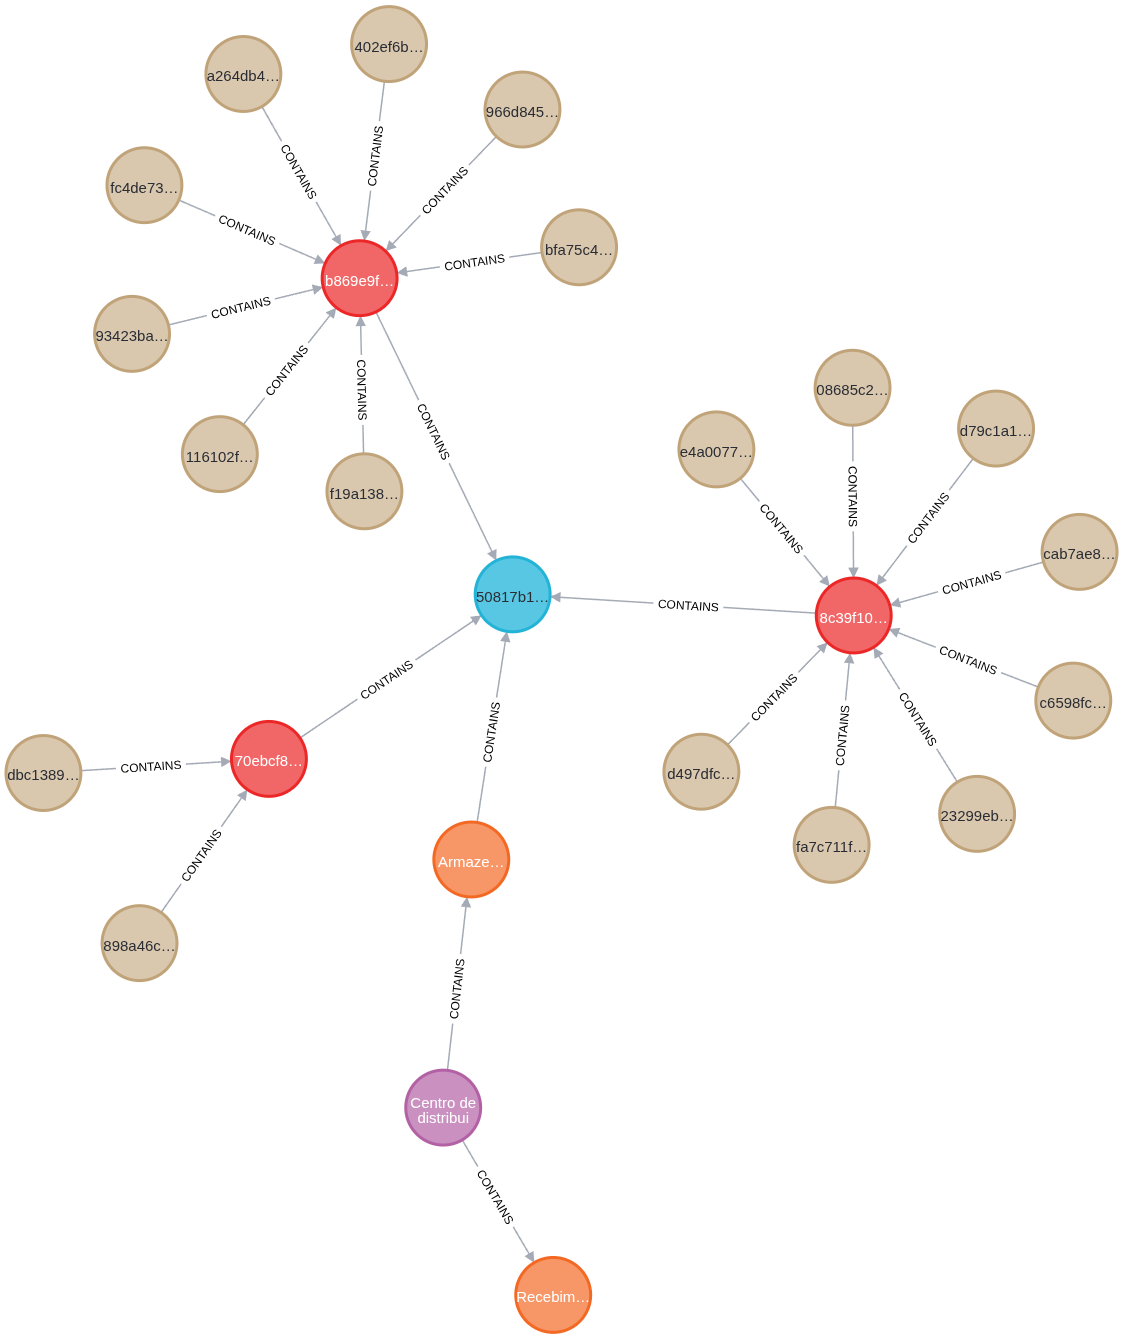 402ef6b…
a264db4…
966d845…
CONTAINS
CONTAINS
CONTAINS
fc4de73…
CONTAINS
bfa75c4…
CONTAINS
b869e9f…
CONTAINS
93423ba…
CONTAINS
CONTAINS
08685c2…
CONTAINS
d79c1a1…
e4a0077…
116102f…
f19a138…
CONTAINS
CONTAINS
CONTAINS
cab7ae8…
CONTAINS
50817b1…
CONTAINS
8c39f10…
CONTAINS
CONTAINS
CONTAINS
c6598fc…
CONTAINS
CONTAINS
CONTAINS
CONTAINS
70ebcf8…
CONTAINS
dbc1389…
d497dfc…
23299eb…
fa7c711f…
CONTAINS
Armaze…
898a46c…
CONTAINS
Centro de
distribui
CONTAINS
Recebim…